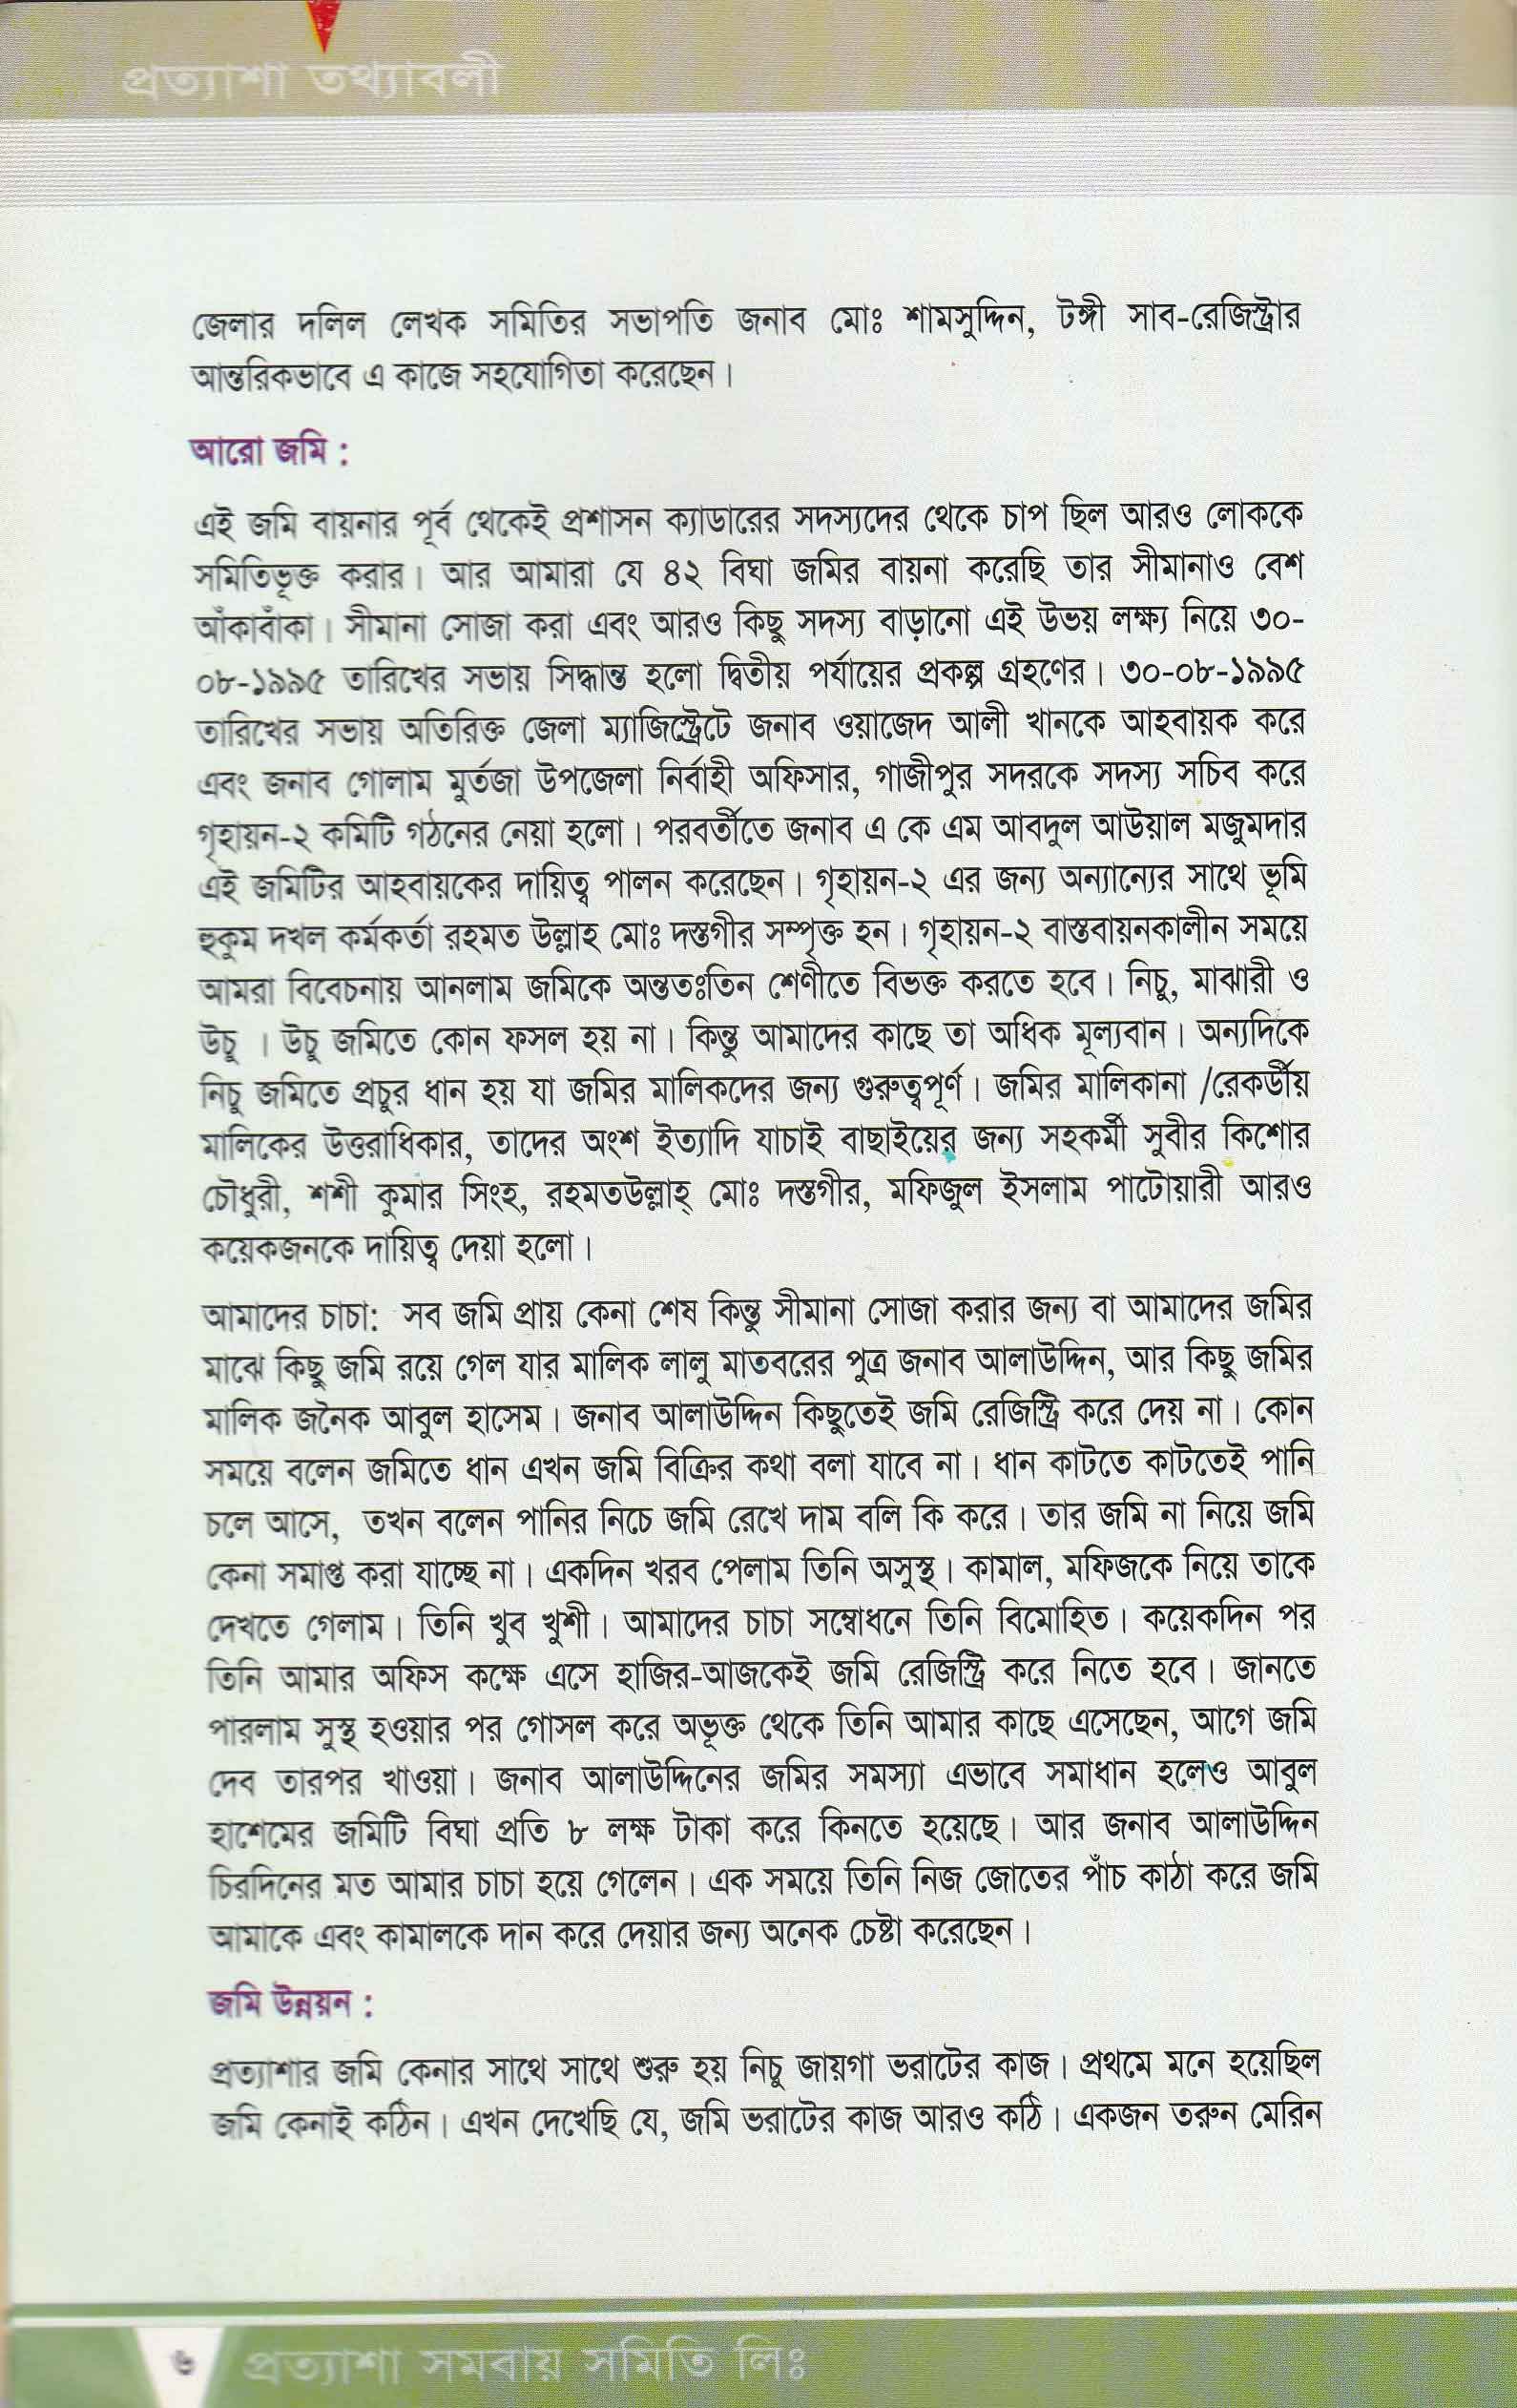 প্রত্যাশা তথ্যাবলী
জেলার দলিল লেখক সমিতির সভাপতি জনাব মোঃ শামসুদ্দিন, টঙ্গী সাব-রেজিস্ট্রার
আন্তরিকভাবে এ কাজে সহযোগিতা করেছেন।
আরো জমি :
এই জমি বায়নার পূর্ব থেকেই প্রশাসন ক্যাডারের সদস্যদের থেকে চাপ ছিল আরও লোককে
সমিতিভূক্ত করার। আর আমারা যে ৪২ বিঘা জমির বায়না করেছি তার সীমানাও বেশ
আঁকাবাঁকা। সীমানা সোজা করা এবং আরও কিছু সদস্য বাড়ানো এই উভয় লক্ষ্য নিয়ে ৩০-
০৮-১৯৯৫ তারিখের সভায় সিদ্ধান্ত হলো দ্বিতীয় পর্যায়ের প্রকল্প গ্রহণের। ৩০-০৮-১৯৯৫
তারিখের সভায় অতিরিক্ত জেলা ম্যাজিস্ট্রেটে জনাব ওয়াজেদ আলী খানকে আহবায়ক করে
এবং জনাব গোলাম মুর্তজা উপজেলা নির্বাহী অফিসার, গাজীপুর সদরকে সদস্য সচিব করে
গৃহায়ন-২ কমিটি গঠনের নেয়া হলো। পরবর্তীতে জনাব এ কে এম আবদুল আউয়াল মজুমদার
এই জমিটির আহবায়কের দায়িত্ব পালন করেছেন। গৃহায়ন-২ এর জন্য অন্যান্যের সাথে ভূমি
হুকুম দখল কর্মকর্তা রহমত উল্লাহ মোঃ দস্তগীর সম্পৃক্ত হন। গৃহায়ন-২ বাস্তবায়নকালীন সময়ে
আমরা বিবেচনায় আনলাম জমিকে অন্ততঃতিন শেণীতে বিভক্ত করতে হবে। নিচু, মাঝারী ও
উচু । উচু জমিতে কোন ফসল হয় না। কিন্তু আমাদের কাছে তা অধিক মূল্যবান। অন্যদিকে
নিচু জমিতে প্রচুর ধান হয় যা জমির মালিকদের জন্য গুরুত্বপূর্ণ। জমির মালিকানা /রেকর্ডীয়
মালিকের উত্তরাধিকার, তাদের অংশ ইত্যাদি যাচাই বাছাইয়ের জন্য সহকর্মী সুবীর কিশোর
চৌধুরী, শশী কুমার সিংহ, রহমতউল্লাহ্ মোঃ দস্তগীর, মফিজুল ইসলাম পাটোয়ারী আরও
কয়েকজনকে দায়িত্ব দেয়া হলো।
আমাদের চাচা: সব জমি প্রায় কেনা শেষ কিন্তু সীমানা সোজা করার জন্য বা আমাদের জমির
মাঝে কিছু জমি রয়ে গেল যার মালিক লালু মাতবরের পুত্র জনাব আলাউদ্দিন, আর কিছু জমির
মালিক জনৈক আবুল হাসেম। জনাব আলাউদ্দিন কিছুতেই জমি রেজিস্ট্রি করে দেয় না। কোন
সময়ে বলেন জমিতে ধান এখন জমি বিক্রির কথা বলা যাবে না। ধান কাটতে কাটতেই পানি
চলে আসে, তখন বলেন পানির নিচে জমি রেখে দাম বলি কি করে। তার জমি না নিয়ে জমি
কেনা সমাপ্ত করা যাচ্ছে না। একদিন খরব পেলাম তিনি অসুস্থ। কামাল, মফিজকে নিয়ে তাকে
দেখতে গেলাম। তিনি খুব খুশী। আমাদের চাচা সম্বোধনে তিনি বিমোহিত। কয়েকদিন পর
তিনি আমার অফিস কক্ষে এসে হাজির-আজকেই জমি রেজিস্ট্রি করে নিতে হবে। জানতে
পারলাম সুস্থ হওয়ার পর গোসল করে অভূক্ত থেকে তিনি আমার কাছে এসেছেন, আগে জমি
দেব তারপর খাওয়া। জনাব আলাউদ্দিনের জমির সমস্যা এভাবে সমাধান হলেও আবুল
হাশেমের জমিটি বিঘা প্রতি ৮ লক্ষ টাকা করে কিনতে হয়েছে। আর জনাব আলাউদ্দিন
চিরদিনের মত আমার চাচা হয়ে গেলেন। এক সময়ে তিনি নিজ জোতের পাঁচ কাঠা করে জমি
আমাকে এবং কামালকে দান করে দেয়ার জন্য অনেক চেষ্টা করেছেন।
জমি উন্নয়ন :
প্রত্যাশার জমি কেনার সাথে সাথে শুরু হয় নিচু জায়গা ভরাটের কাজ। প্রথমে মনে হয়েছিল
জমি কেনাই কঠিন। এখন দেখেছি যে, জমি ভরাটের কাজ আরও কঠি। একজন তরুন মেরিন
৬ প্রত্যাশা সমবায় সমিতি লিঃ